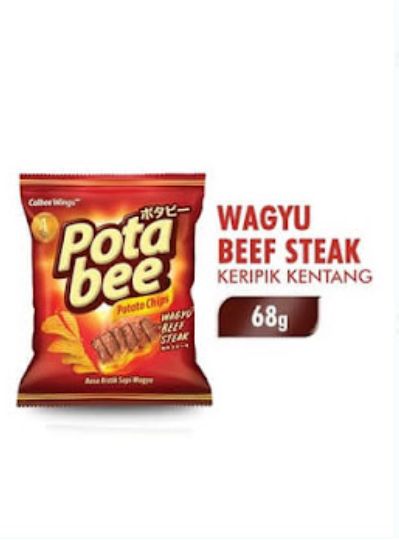 Calbee Wings
ポタビー
Pota
bee
Potato Chips
WAGYU
BEEF
STEAK
Rasa Bistik Sapi Wagyu
WAGYU
BEEF STEAK
KERIPIK KENTANG
68g